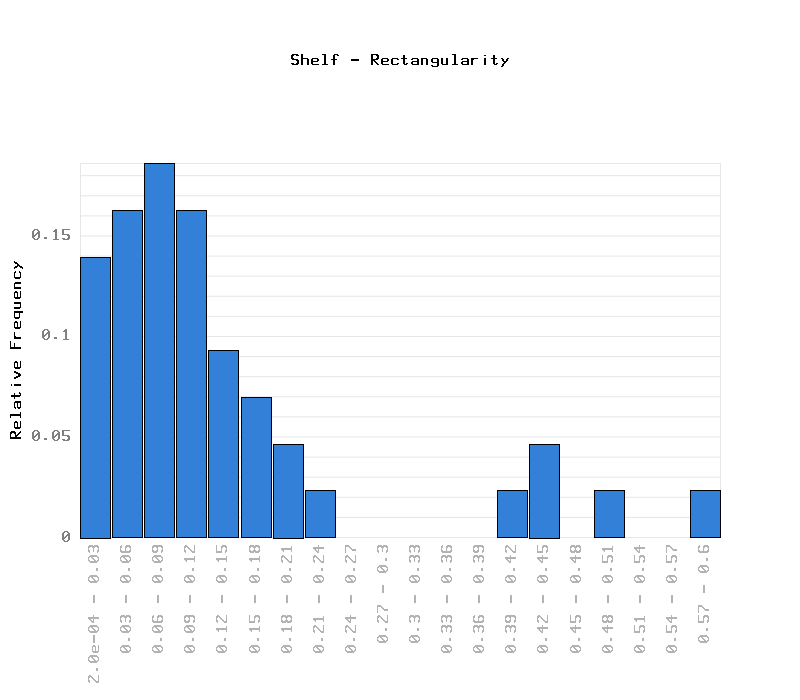 Shelf - Rectangularity
Relative Frequency
0.15
0.1
0.05
0
2.0e-04 - 0.03
0.03 - 0.06
0.06 - 0.09
0.09 - 0.12
0.12 - 0.15
0.15 - 0.18
0.18 - 0.21
0.21 - 0.24
0.24 - 0.27
0.27 - 0.3
0.3 - 0.33
0.33 - 0.36
0.36 - 0.39
0.39 - 0.42
0.42 - 0.45
0.45 - 0.48
0.48 - 0.51
0.51 - 0.54
0.54 - 0.57
0.57 - 0.6